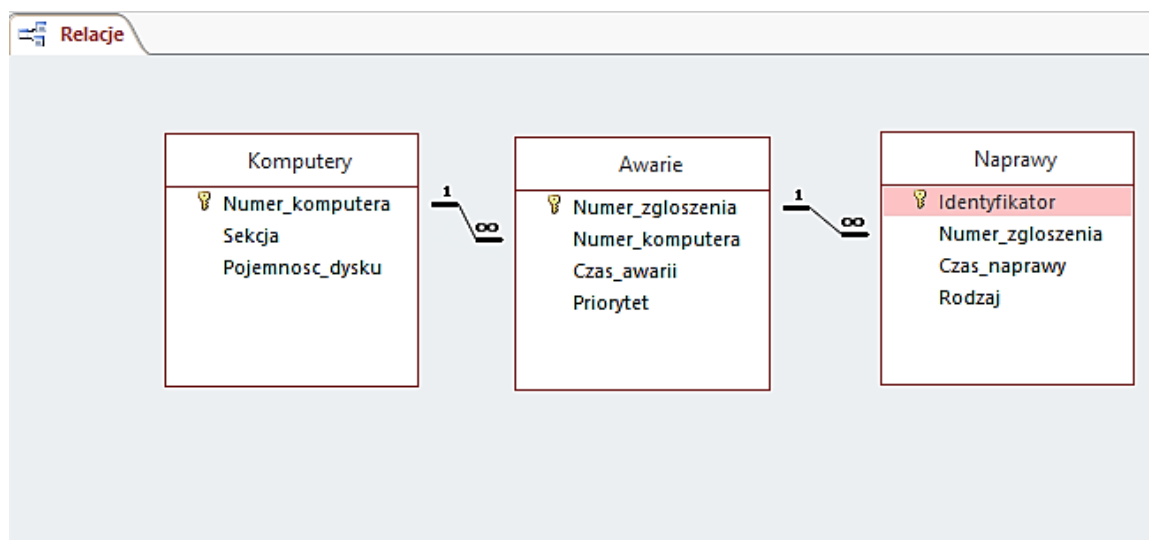 Relacje
Komputery
Numer_komputera
Sekcja
Pojemnosc_dysku
1
∞
Awarie
Numer_zgloszenia
Numer_komputera
Czas_awarii
Priorytet
1
∞
Naprawy
Identyfikator
Numer_zgloszenia
Czas_naprawy
Rodzaj